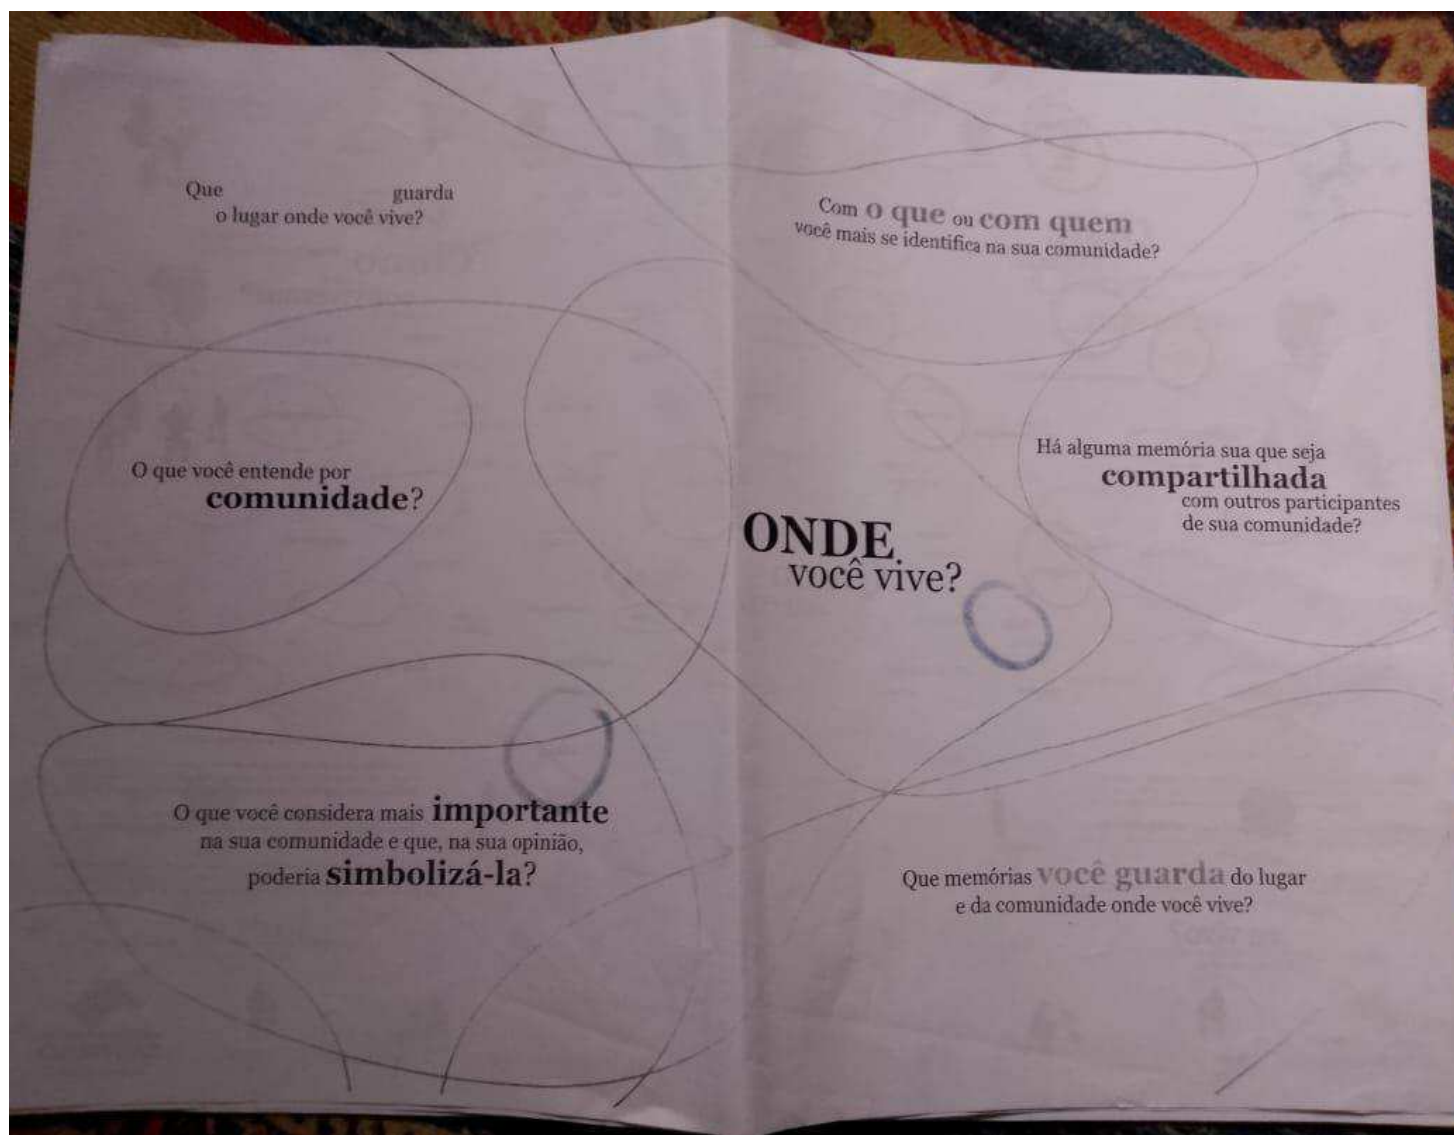 Que guarda
o lugar onde você vive?
Com o que ou com quem
você mais se identifica na sua comunidade?
O que você entende por
comunidade?
Há alguma memória sua que seja
compartilhada
com outros participantes
de sua comunidade?
ONDE
você vive?
O que você considera mais importante
na sua comunidade e que, na sua opinião,
poderia simbolizá-la?
Que memórias você guarda do lugar
e da comunidade onde você vive?